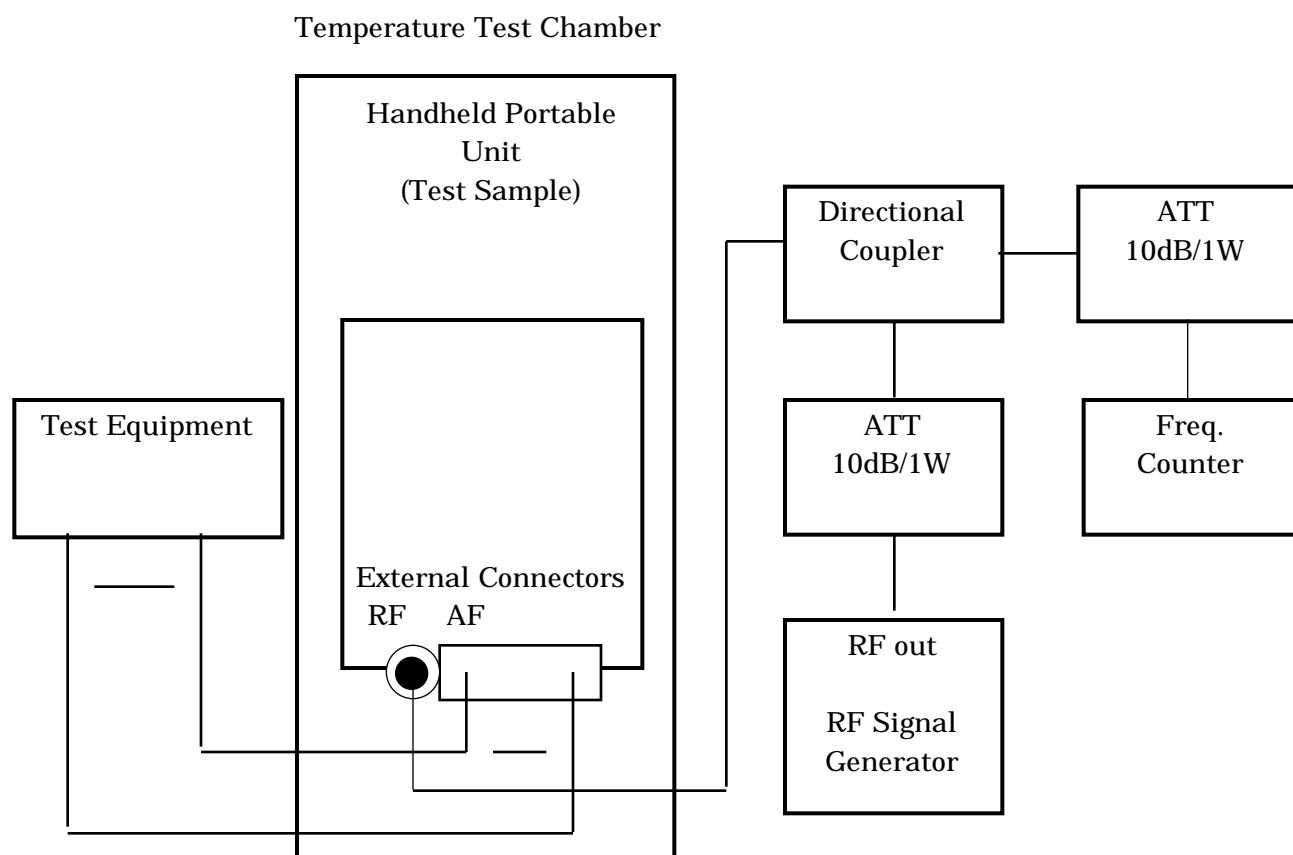 Temperature Test Chamber
Handheld Portable
Unit
(Test Sample)
Directional
Coupler
ATT
10dB/1W
Test Equipment
ATT
10dB/1W
Freq.
Counter
External Connectors
RF AF
RF out
RF Signal
Generator